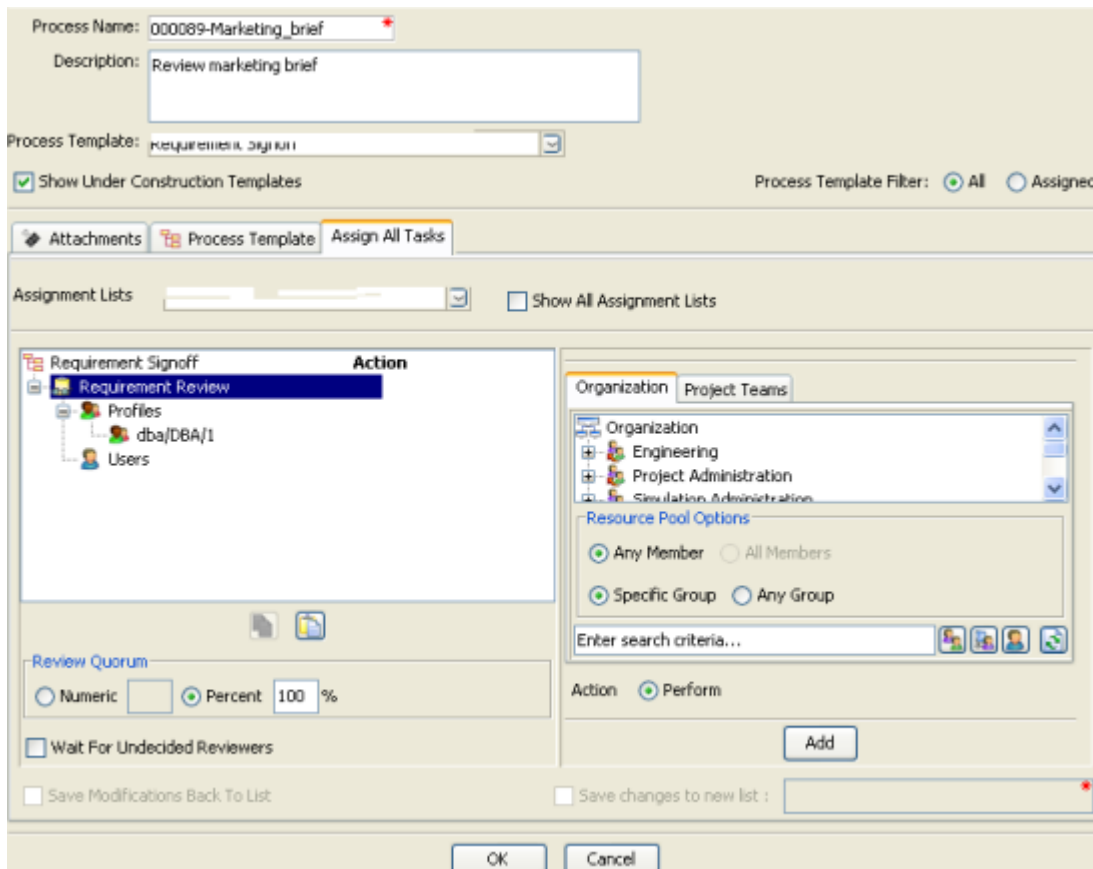 Process Name: 000089-Marketing_brief *
Description: Review marketing brief
Process Template: Requirement Signoff
Show Under Construction Templates Process Template Filter: All Assigned
Attachments Process Template Assign All Tasks
Assignment Lists Show All Assignment Lists
Requirement Signoff Action
Requirement Review
Profiles
dba/DBA/1
Users
Organization Project Teams
Organization
Engineering
Project Administration
Simulation Administration
Resource Pool Options
Any Member All Members
Specific Group Any Group
Enter search criteria...
Review Quorum
Numeric Percent 100 %
Action Perform
Wait For Undecided Reviewers
Add
Save Modifications Back To List Save changes to new list : *
OK Cancel